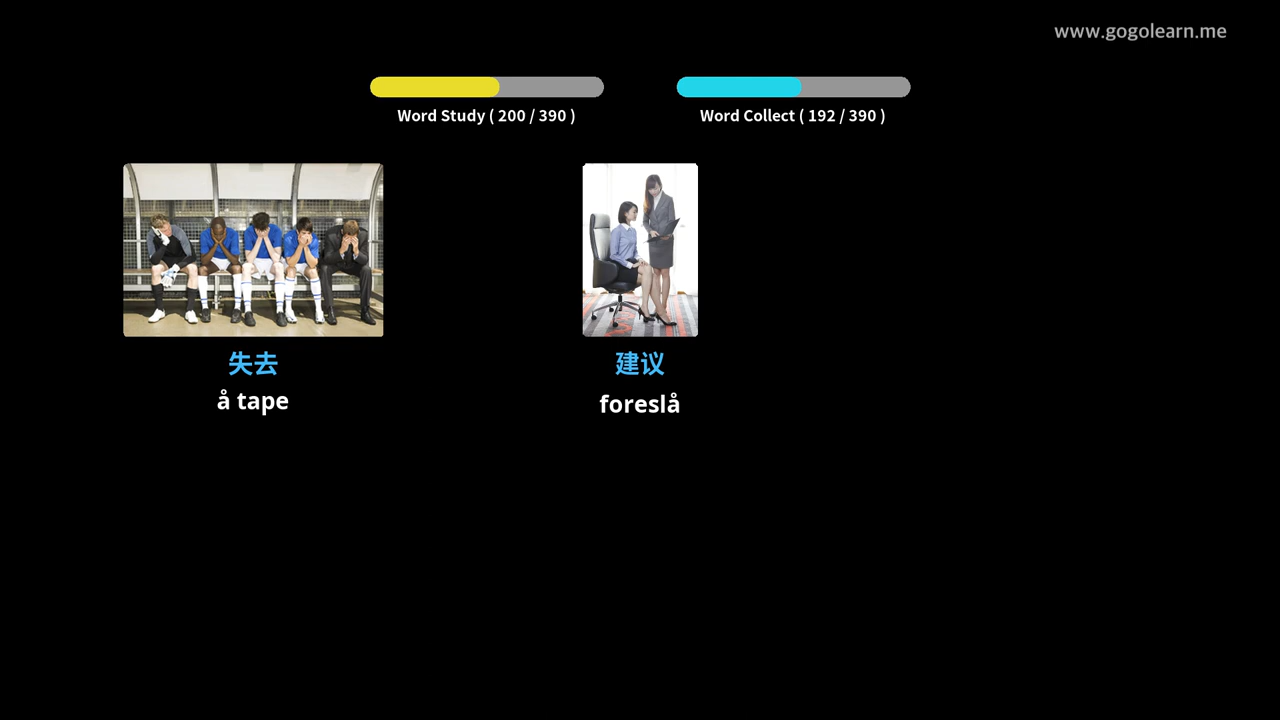 www.gogolearn.me
Word Study ( 200 / 390 )
Word Collect ( 192 / 390 )
失去
å tape
建议
foreslå